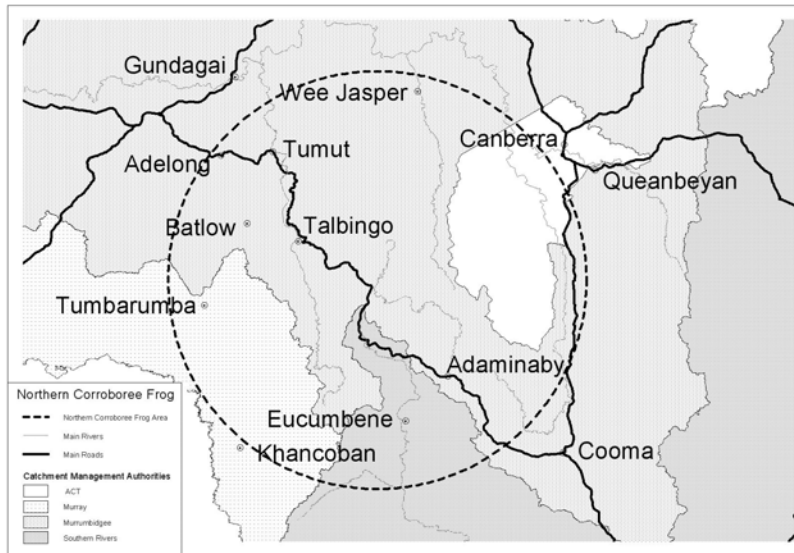 Gundagai
Wee Jasper
Canberra
Adelong
Tumut
Queanbeyan
Batlow
Talbingo
Tumbarumba
Adaminaby
Eucumbene
Khancoban
Cooma
Northern Corroboree Frog
Northern Corroboree Frog Area
Main Rivers
Main Roads
Catchment Management Authorities
ACT
Murray
Murrumbidgee
Southern Rivers